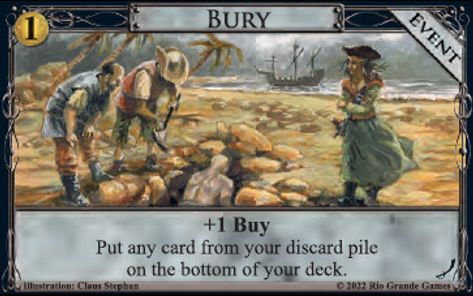 BURY
1
EVENT
+1 Buy
Put any card from your discard pile
on the bottom of your deck.
Illustration: Claus Stephan
© 2022 Rio Grande Games